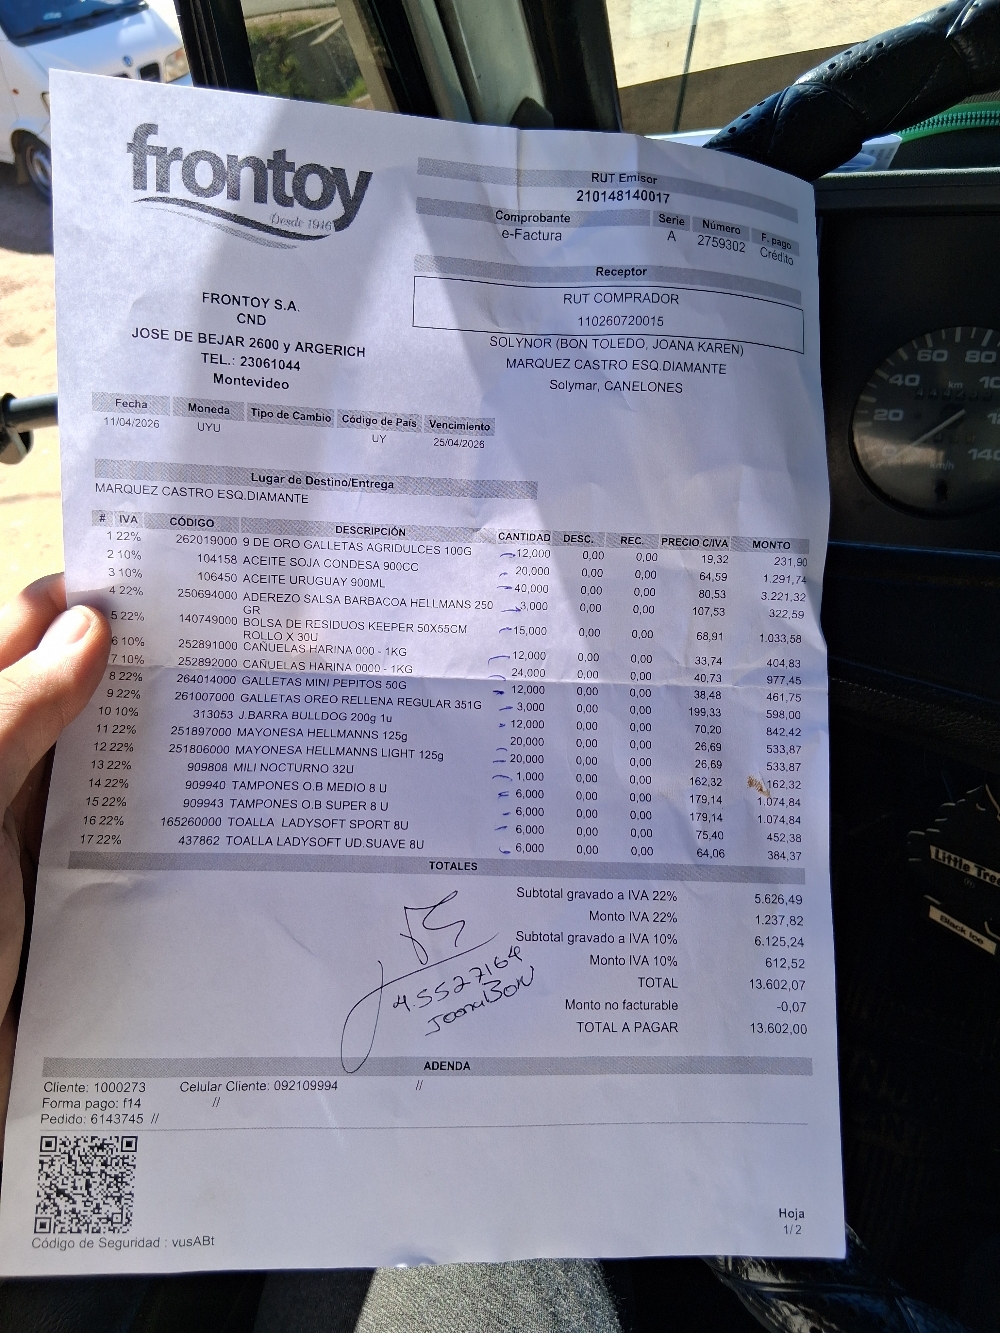 frontoy
Desde 1946
RUT Emisor
210148140017
Comprobante Serie Número F. pago
e-Factura A 2759302 Crédito
Receptor
RUT COMPRADOR
110260720015
SOLYNOR (BON TOLEDO, JOANA KAREN)
MARQUEZ CASTRO ESQ.DIAMANTE
Solymar, CANELONES
FRONTOY S.A.
CND
JOSE DE BEJAR 2600 y ARGERICH
TEL.: 23061044
Montevideo
Fecha Moneda Tipo de Cambio Código de País Vencimiento
11/04/2026 UYU UY 25/04/2026
Lugar de Destino/Entrega
MARQUEZ CASTRO ESQ.DIAMANTE
# IVA CÓDIGO DESCRIPCIÓN CANTIDAD DESC. REC. PRECIO C/IVA MONTO
1 22% 262019000 9 DE ORO GALLETAS AGRIDULCES 100G 12,000 0,00 0,00 19,32 231,90
2 10% 104158 ACEITE SOJA CONDESA 900CC 20,000 0,00 0,00 64,59 1.291,74
3 10% 106450 ACEITE URUGUAY 900ML 40,000 0,00 0,00 80,53 3.221,32
4 22% 250694000 ADEREZO SALSA BARBACOA HELLMANS 250 GR 3,000 0,00 0,00 107,53 322,59
5 22% 140749000 BOLSA DE RESIDUOS KEEPER 50X55CM ROLLO X 30U 15,000 0,00 0,00 68,91 1.033,58
6 10% 252891000 CAÑUELAS HARINA 000 - 1KG 12,000 0,00 0,00 33,74 404,83
7 10% 252892000 CAÑUELAS HARINA 0000 - 1KG 24,000 0,00 0,00 40,73 977,45
8 22% 264014000 GALLETAS MINI PEPITOS 50G 12,000 0,00 0,00 38,48 461,75
9 22% 261007000 GALLETAS OREO RELLENA REGULAR 351G 3,000 0,00 0,00 199,33 598,00
10 10% 313053 J.BARRA BULLDOG 200g 1u 12,000 0,00 0,00 70,20 842,42
11 22% 251897000 MAYONESA HELLMANNS 125g 20,000 0,00 0,00 26,69 533,87
12 22% 251806000 MAYONESA HELLMANNS LIGHT 125g 20,000 0,00 0,00 26,69 533,87
13 22% 909808 MILI NOCTURNO 32U 1,000 0,00 0,00 162,32 162,32
14 22% 909940 TAMPONES O.B MEDIO 8 U 6,000 0,00 0,00 179,14 1.074,84
15 22% 909943 TAMPONES O.B SUPER 8 U 6,000 0,00 0,00 179,14 1.074,84
16 22% 165260000 TOALLA LADYSOFT SPORT 8U 6,000 0,00 0,00 75,40 452,38
17 22% 437862 TOALLA LADYSOFT UD.SUAVE 8U 6,000 0,00 0,00 64,06 384,37
TOTALES
Subtotal gravado a IVA 22% 5.626,49
Monto IVA 22% 1.237,82
Subtotal gravado a IVA 10% 6.125,24
Monto IVA 10% 612,52
TOTAL 13.602,07
Monto no facturable -0,07
TOTAL A PAGAR 13.602,00
4.5527164
Joana BON
ADENDA
Cliente: 1000273 Celular Cliente: 092109994 //
Forma pago: f14 //
Pedido: 6143745 //
Código de Seguridad : vusABt
Hoja
1/ 2
20
40
60
80
140
km
km/h
Little Tree
Black Ice